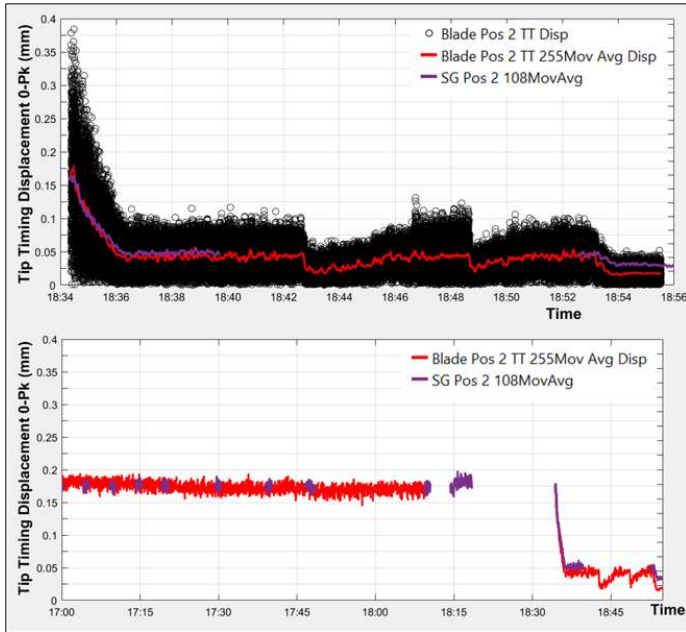 Tip Timing Displacement 0-Pk (mm)
0.4
0.35
0.3
0.25
0.2
0.15
0.1
0.05
0
Blade Pos 2 TT Disp
Blade Pos 2 TT 255Mov Avg Disp
SG Pos 2 108MovAvg
18:34 18:36 18:38 18:40 18:42 18:44 18:46 18:48 18:50 18:52 18:54 18:56
Time
Tip Timing Displacement 0-Pk (mm)
0.4
0.35
0.3
0.25
0.2
0.15
0.1
0.05
0
Blade Pos 2 TT 255Mov Avg Disp
SG Pos 2 108MovAvg
17:00 17:15 17:30 17:45 18:00 18:15 18:30 18:45
Time